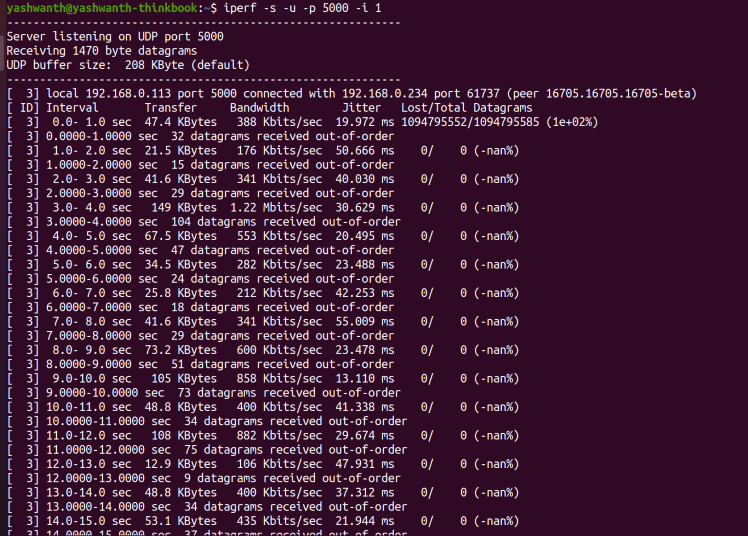 yashwanth@yashwanth-thinkbook:~$ iperf -s -u -p 5000 -i 1
------------------------------------------------------------
Server listening on UDP port 5000
Receiving 1470 byte datagrams
UDP buffer size:  208 KByte (default)
------------------------------------------------------------
[  3] local 192.168.0.113 port 5000 connected with 192.168.0.234 port 61737 (peer 16705.16705.16705-beta)
[ ID] Interval       Transfer     Bandwidth        Jitter   Lost/Total Datagrams
[  3]  0.0- 1.0 sec  47.4 KBytes   388 Kbits/sec  19.972 ms 1094795552/1094795585 (1e+02%)
[  3] 0.0000-1.0000 sec  32 datagrams received out-of-order
[  3]  1.0- 2.0 sec  21.5 KBytes   176 Kbits/sec  50.666 ms    0/    0 (-nan%)
[  3] 1.0000-2.0000 sec  15 datagrams received out-of-order
[  3]  2.0- 3.0 sec  41.6 KBytes   341 Kbits/sec  40.030 ms    0/    0 (-nan%)
[  3] 2.0000-3.0000 sec  29 datagrams received out-of-order
[  3]  3.0- 4.0 sec   149 KBytes  1.22 Mbits/sec  30.629 ms    0/    0 (-nan%)
[  3] 3.0000-4.0000 sec  104 datagrams received out-of-order
[  3]  4.0- 5.0 sec  67.5 KBytes   553 Kbits/sec  20.495 ms    0/    0 (-nan%)
[  3] 4.0000-5.0000 sec  47 datagrams received out-of-order
[  3]  5.0- 6.0 sec  34.5 KBytes   282 Kbits/sec  23.488 ms    0/    0 (-nan%)
[  3] 5.0000-6.0000 sec  24 datagrams received out-of-order
[  3]  6.0- 7.0 sec  25.8 KBytes   212 Kbits/sec  42.253 ms    0/    0 (-nan%)
[  3] 6.0000-7.0000 sec  18 datagrams received out-of-order
[  3]  7.0- 8.0 sec  41.6 KBytes   341 Kbits/sec  55.009 ms    0/    0 (-nan%)
[  3] 7.0000-8.0000 sec  29 datagrams received out-of-order
[  3]  8.0- 9.0 sec  73.2 KBytes   600 Kbits/sec  23.478 ms    0/    0 (-nan%)
[  3] 8.0000-9.0000 sec  51 datagrams received out-of-order
[  3]  9.0-10.0 sec   105 KBytes   858 Kbits/sec  13.110 ms    0/    0 (-nan%)
[  3] 9.0000-10.0000 sec  73 datagrams received out-of-order
[  3] 10.0-11.0 sec  48.8 KBytes   400 Kbits/sec  41.338 ms    0/    0 (-nan%)
[  3] 10.0000-11.0000 sec  34 datagrams received out-of-order
[  3] 11.0-12.0 sec   108 KBytes   882 Kbits/sec  29.674 ms    0/    0 (-nan%)
[  3] 11.0000-12.0000 sec  75 datagrams received out-of-order
[  3] 12.0-13.0 sec  12.9 KBytes   106 Kbits/sec  47.931 ms    0/    0 (-nan%)
[  3] 12.0000-13.0000 sec  9 datagrams received out-of-order
[  3] 13.0-14.0 sec  48.8 KBytes   400 Kbits/sec  37.312 ms    0/    0 (-nan%)
[  3] 13.0000-14.0000 sec  34 datagrams received out-of-order
[  3] 14.0-15.0 sec  53.1 KBytes   435 Kbits/sec  21.944 ms    0/    0 (-nan%)
[  3] 14.0000-15.0000 sec  37 datagrams received out-of-order